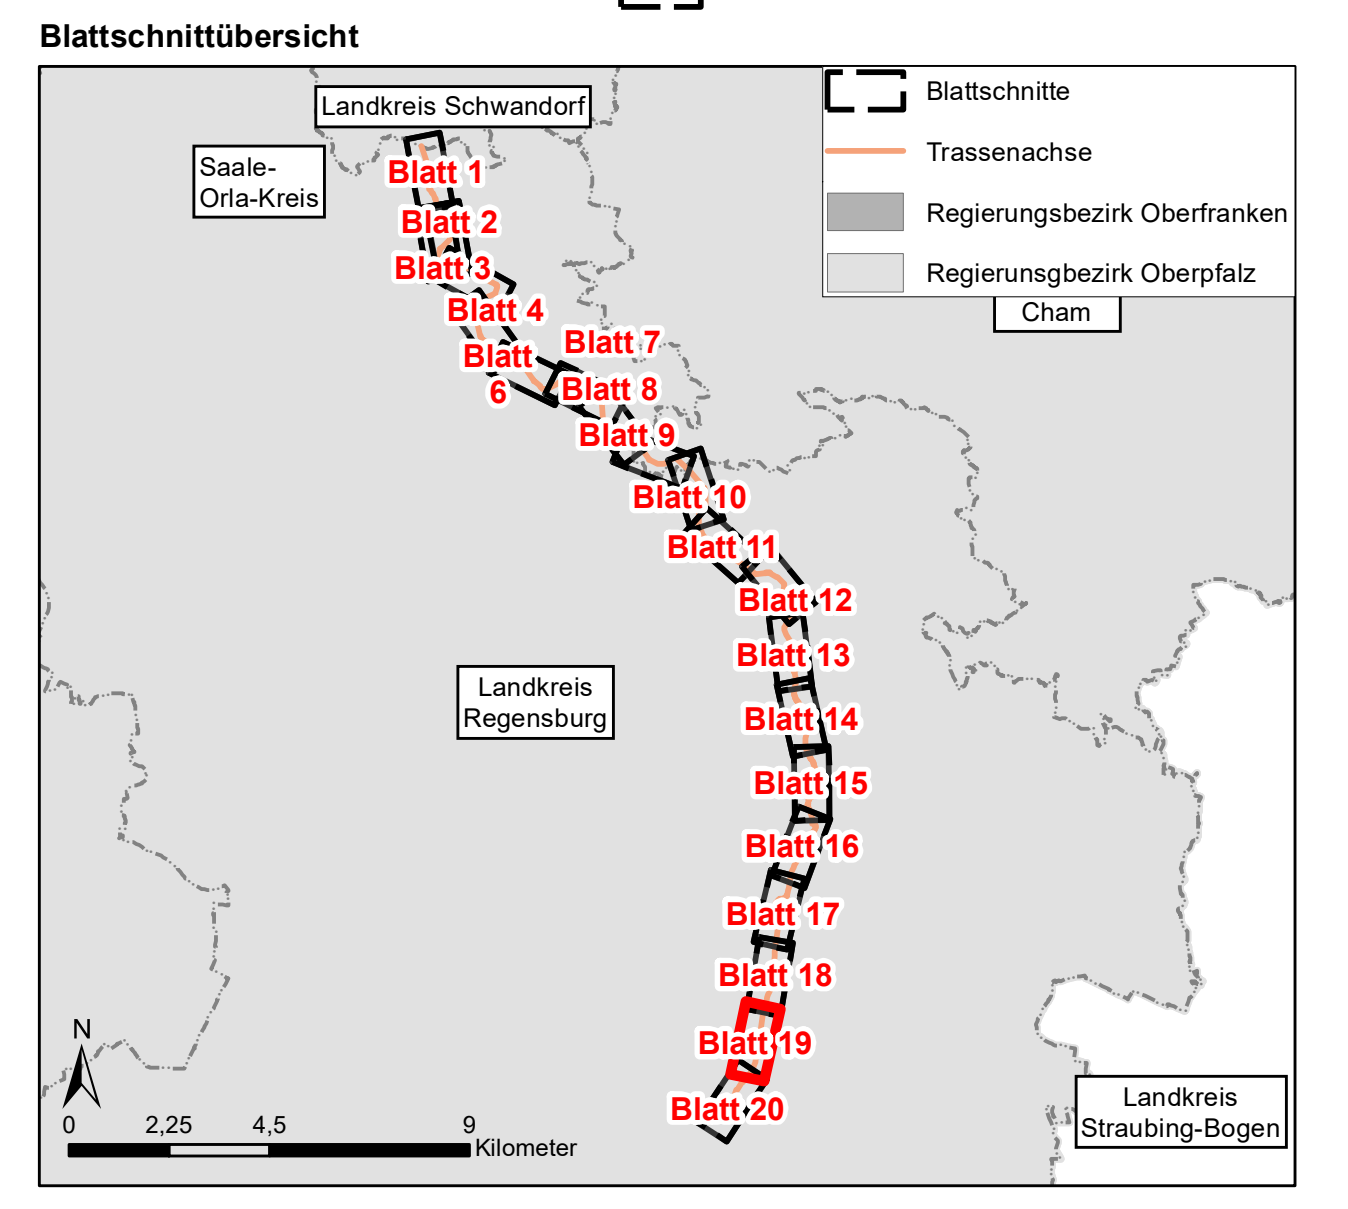 Blattschnittübersicht
Landkreis Schwandorf
Saale-
Orla-Kreis
Blattschnitte
Trassenachse
Regierungsbezirk Oberfranken
Regierunsgbezirk Oberpfalz
Cham
Blatt 1
Blatt 2
Blatt 3
Blatt 4
Blatt
6
Blatt 7
Blatt 8
Blatt 9
Blatt 10
Blatt 11
Blatt 12
Blatt 13
Landkreis
Regensburg
Blatt 14
Blatt 15
Blatt 16
Blatt 17
Blatt 18
Blatt 19
Blatt 20
Landkreis
Straubing-Bogen
N
0 2,25 4,5 9
Kilometer